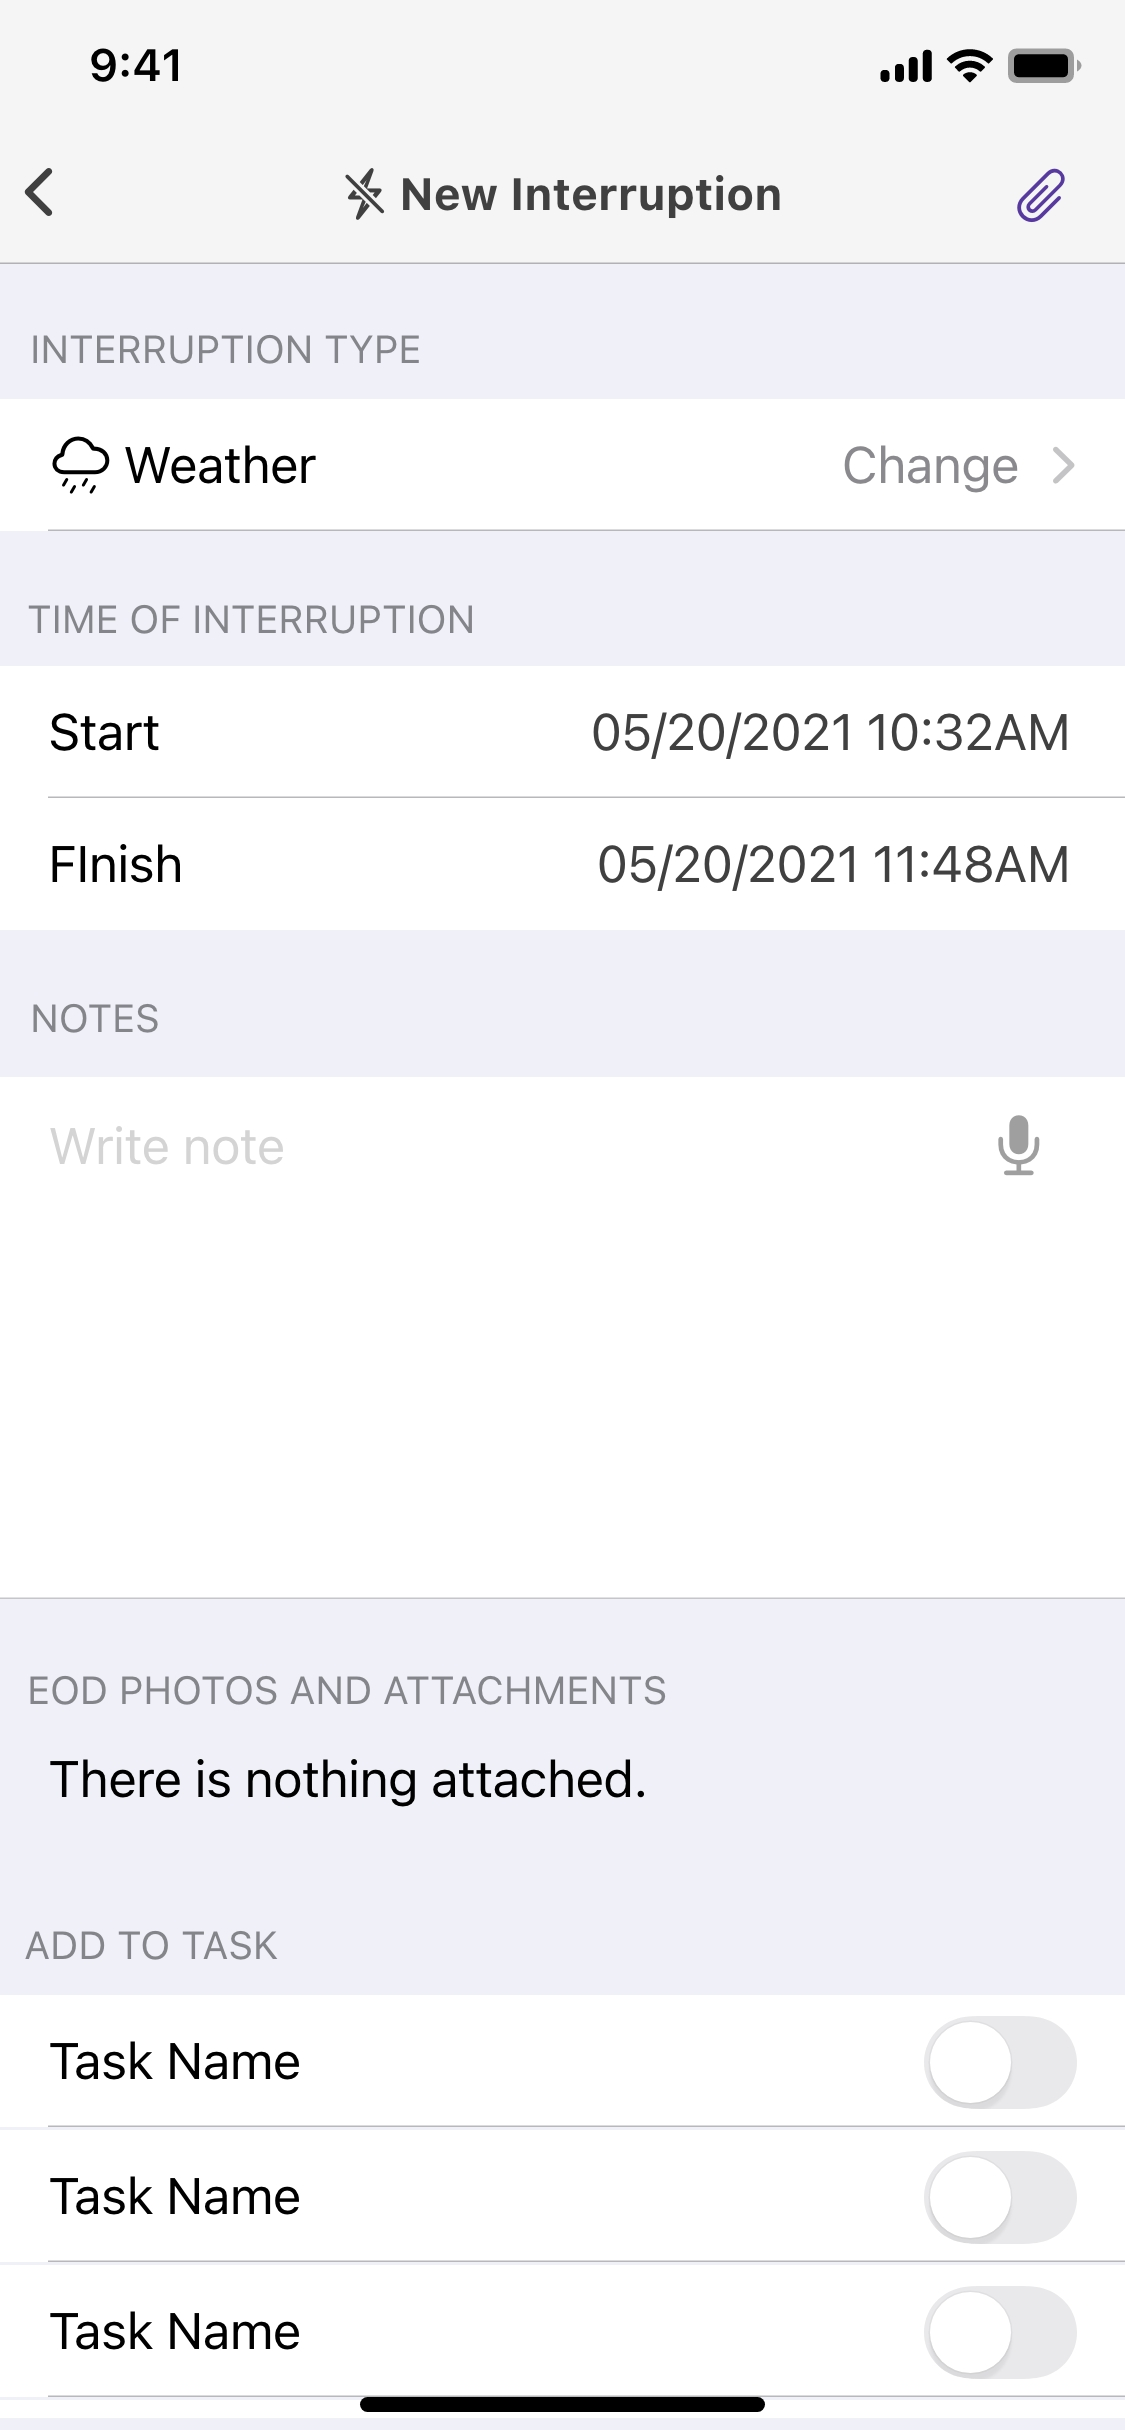 9:41
New Interruption
INTERRUPTION TYPE
Weather Change
TIME OF INTERRUPTION
Start 05/20/2021 10:32AM
FInish 05/20/2021 11:48AM
NOTES
Write note
EOD PHOTOS AND ATTACHMENTS
There is nothing attached.
ADD TO TASK
Task Name
Task Name
Task Name